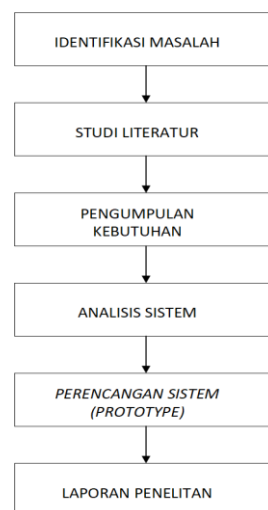 IDENTIFIKASI MASALAH
STUDI LITERATUR
PENGUMPULAN
KEBUTUHAN
ANALISIS SISTEM
PERENCANGAN SISTEM
(PROTOTYPE)
LAPORAN PENELITAN